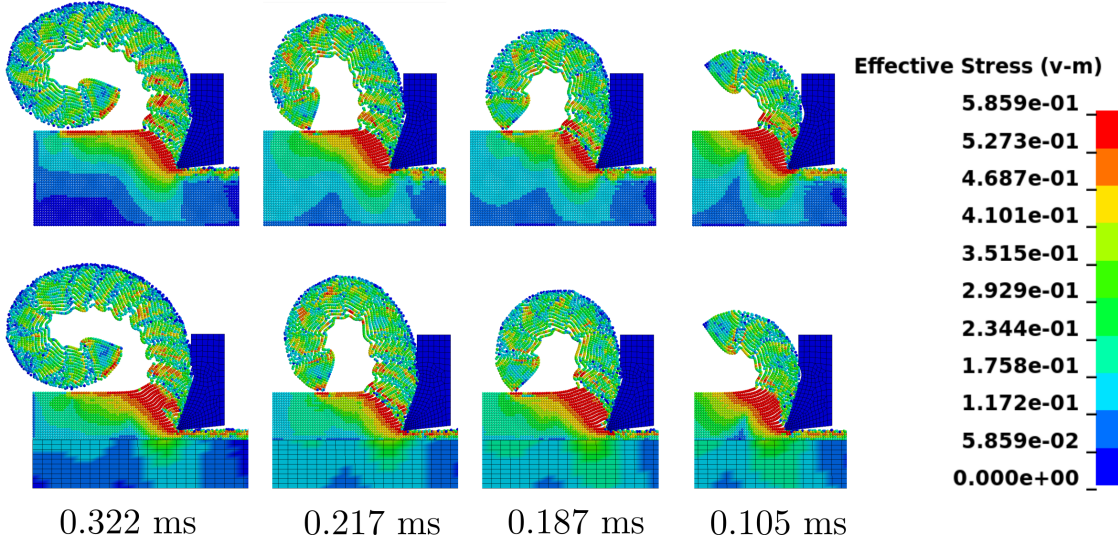 Effective Stress (v-m)
5.859e-01
5.273e-01
4.687e-01
4.101e-01
3.515e-01
2.929e-01
2.344e-01
1.758e-01
1.172e-01
5.859e-02
0.000e+00
0.322 ms
0.217 ms
0.187 ms
0.105 ms